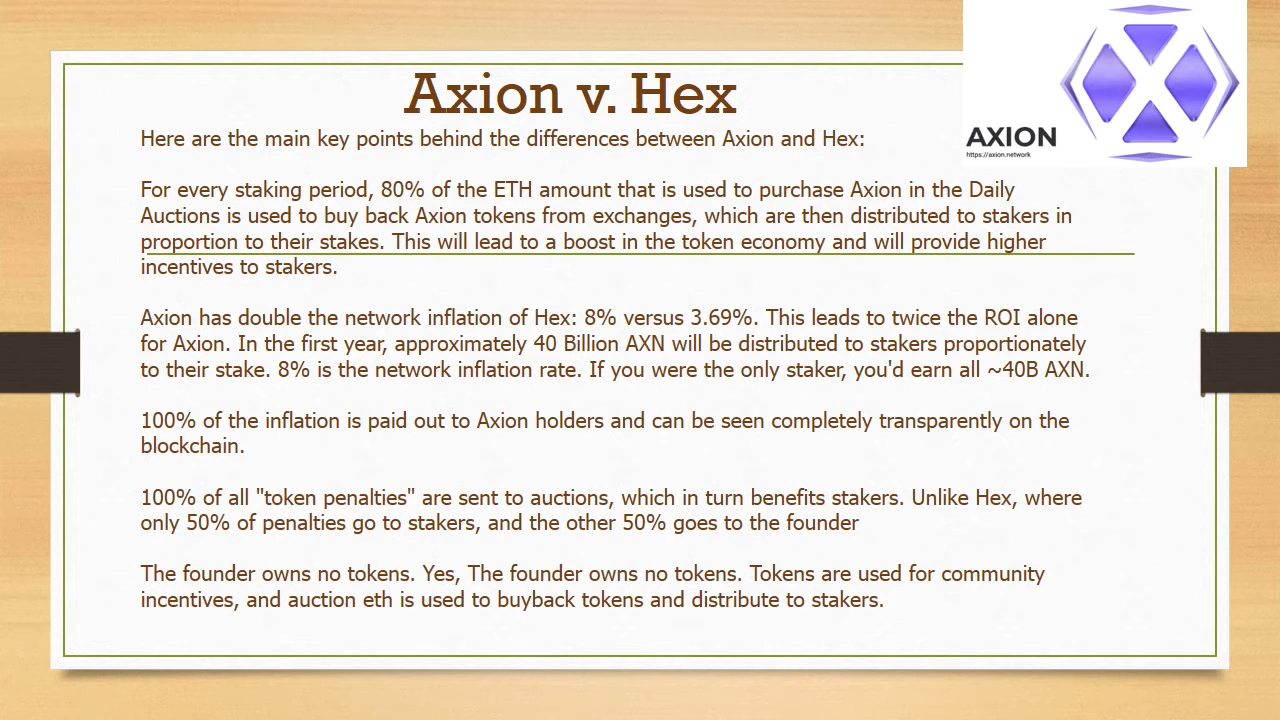 Axion v. Hex
Here are the main key points behind the differences between Axion and Hex:
For every staking period, 80% of the ETH amount that is used to purchase Axion in the Daily
Auctions is used to buy back Axion tokens from exchanges, which are then distributed to stakers in
proportion to their stakes. This will lead to a boost in the token economy and will provide higher
incentives to stakers.
Axion has double the network inflation of Hex: 8% versus 3.69%. This leads to twice the ROI alone
for Axion. In the first year, approximately 40 Billion AXN will be distributed to stakers proportionately
to their stake. 8% is the network inflation rate. If you were the only staker, you'd earn all ~40B AXN.
100% of the inflation is paid out to Axion holders and can be seen completely transparently on the
blockchain.
100% of all "token penalties" are sent to auctions, which in turn benefits stakers. Unlike Hex, where
only 50% of penalties go to stakers, and the other 50% goes to the founder
The founder owns no tokens. Yes, The founder owns no tokens. Tokens are used for community
incentives, and auction eth is used to buyback tokens and distribute to stakers.
AXION
https://axion.network